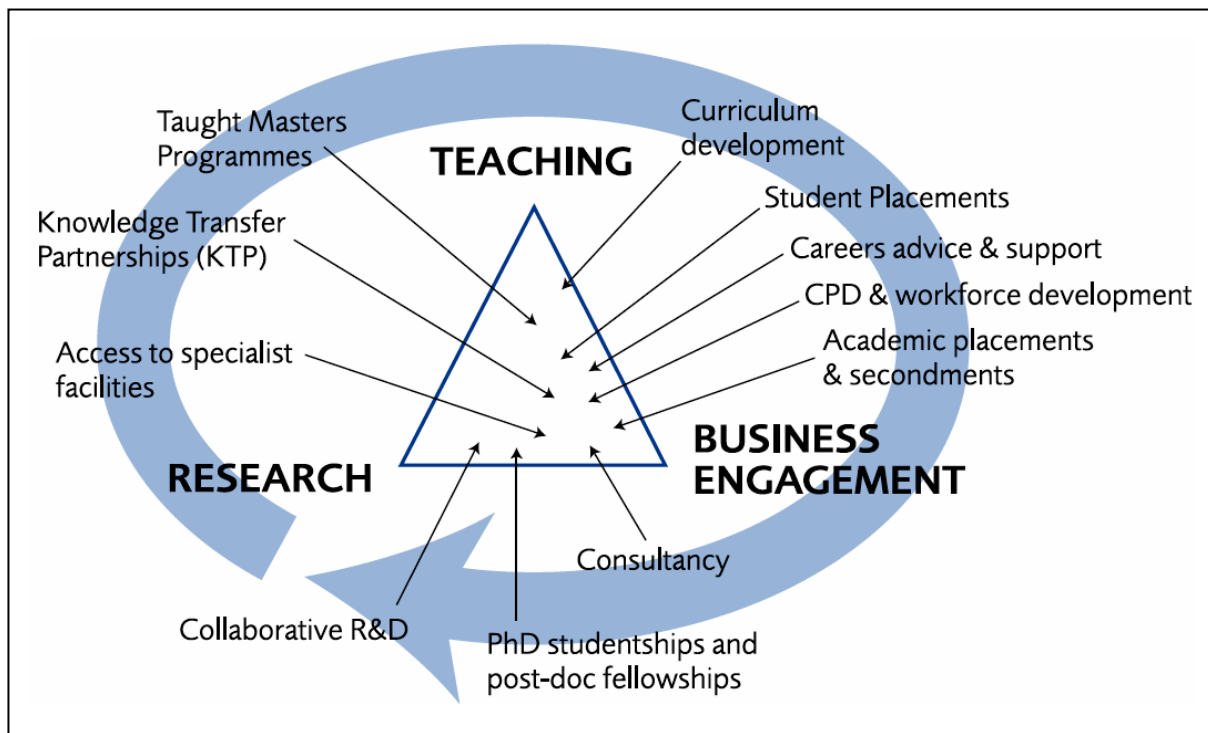 Taught Masters
Programmes
Curriculum
development
TEACHING
Student Placements
Knowledge Transfer
Partnerships (KTP)
Careers advice & support
CPD & workforce development
Access to specialist
facilities
Academic placements
& secondments
RESEARCH
BUSINESS
ENGAGEMENT
Consultancy
Collaborative R&D
PhD studentships and
post-doc fellowships